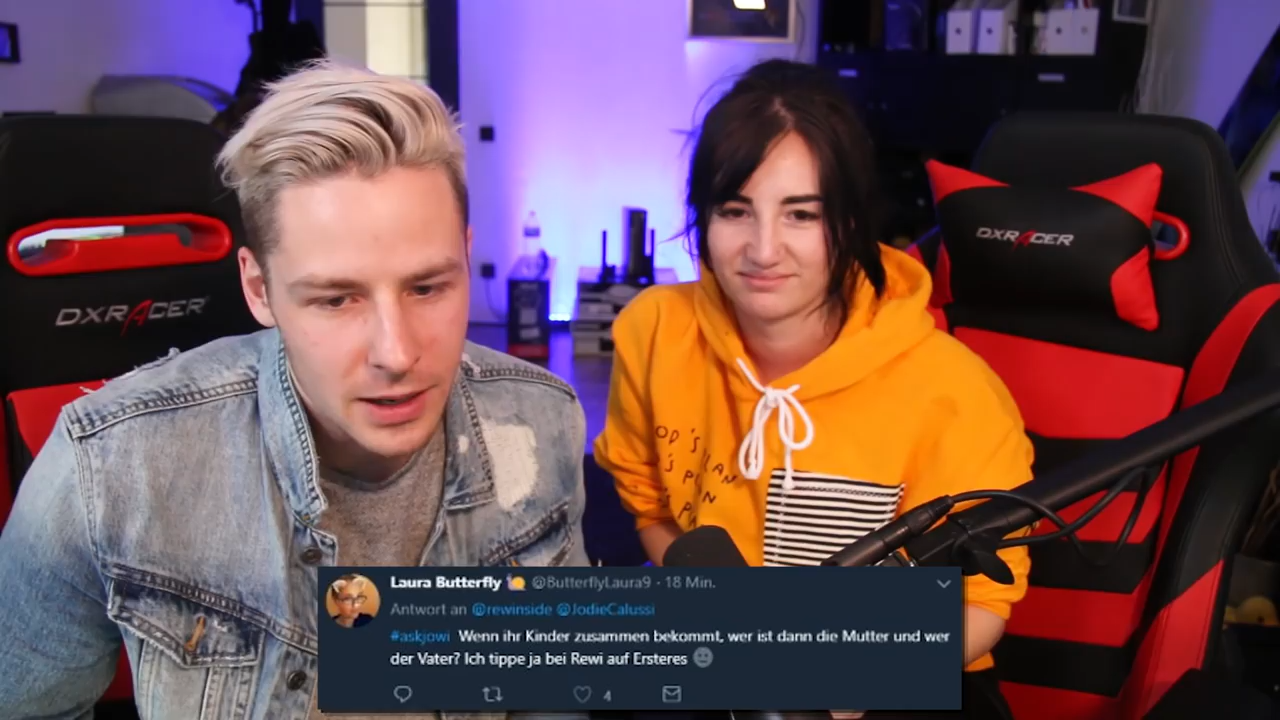 DXRACER
DXRACER
Laura Butterfly @ButterflyLaura9 · 18 Min.
Antwort an @rewinside @JodieCalussi
#askjowi Wenn ihr Kinder zusammen bekommt, wer ist dann die Mutter und wer
der Vater? Ich tippe ja bei Rewi auf Ersteres
4